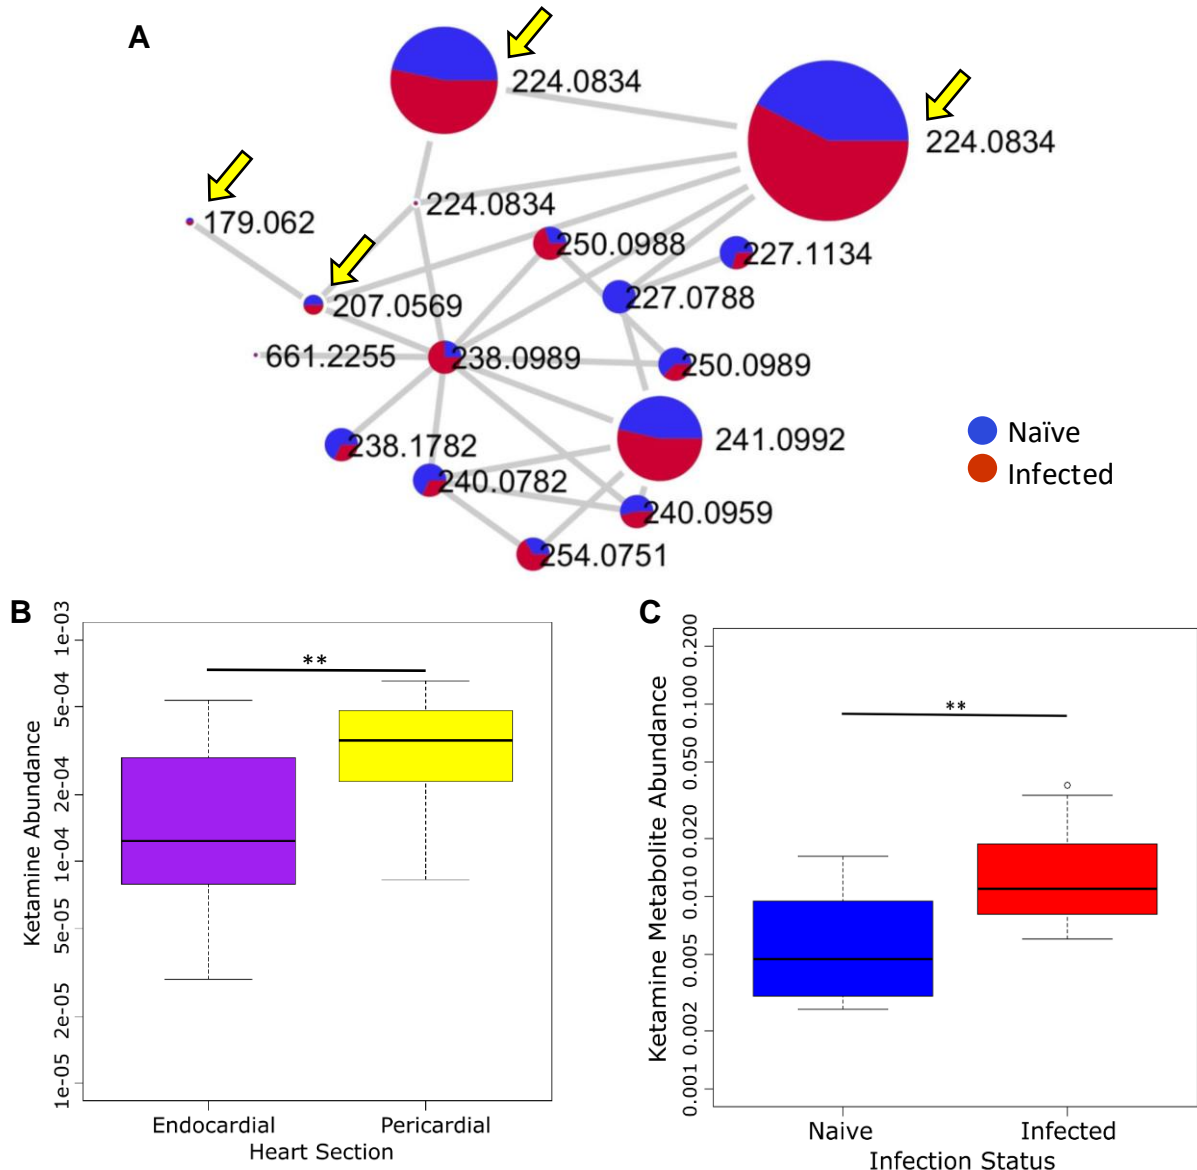 A
224.0834
224.0834
179.062
224.0834
250.0988
227.1134
207.0569
227.0788
661.2255
238.0989
250.0989
238.1782
241.0992
240.0782
240.0959
254.0751
Naïve
Infected
B
Ketamine Abundance
1e-03
5e-04
2e-04
1e-04
5e-05
2e-05
1e-05
**
Endocardial
Pericardial
Heart Section
C
Ketamine Metabolite Abundance
0.200
0.100
0.050
0.020
0.010
0.005
0.002
0.001
**
Naive
Infected
Infection Status